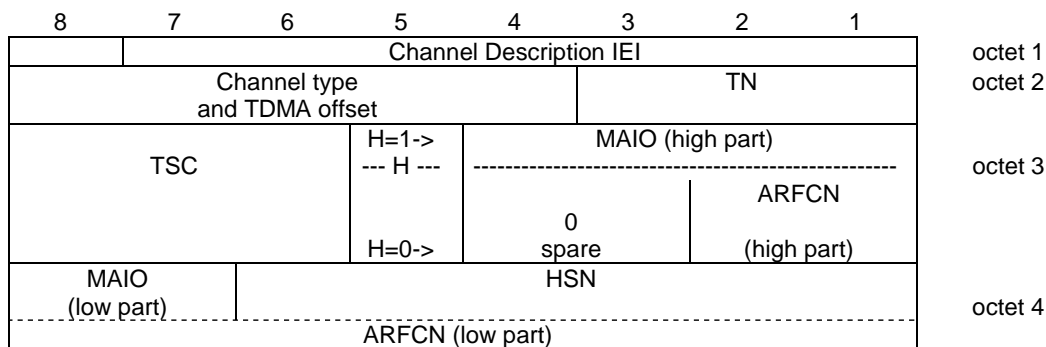 8 7 6 5 4 3 2 1
Channel Description IEI octet 1
Channel type TN octet 2
and TDMA offset
H=1-> MAIO (high part)
TSC --- H --- ---------------------------------------------------- octet 3
ARFCN
0
H=0-> spare (high part)
MAIO HSN
(low part) octet 4
ARFCN (low part)